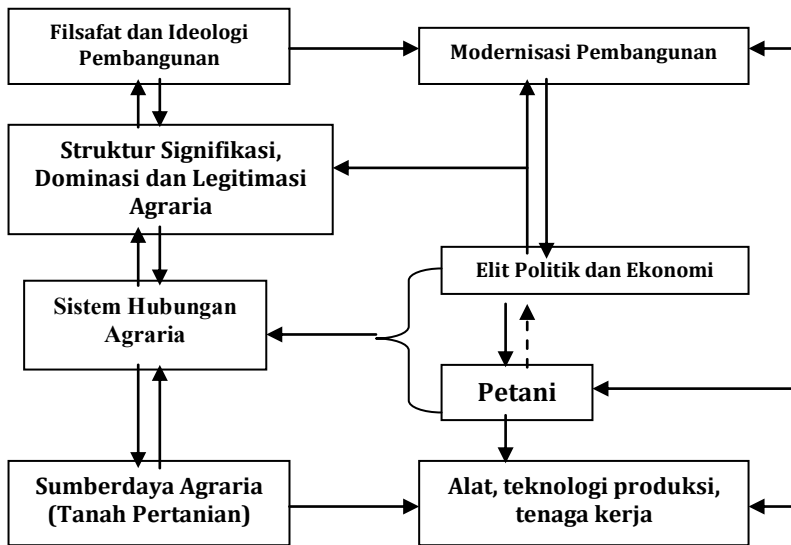 Filsafat dan Ideologi
Pembangunan
Modernisasi Pembangunan
Struktur Signifikasi,
Dominasi dan Legitimasi
Agraria
Elit Politik dan Ekonomi
Sistem Hubungan
Agraria
Petani
Sumberdaya Agraria
(Tanah Pertanian)
Alat, teknologi produksi,
tenaga kerja